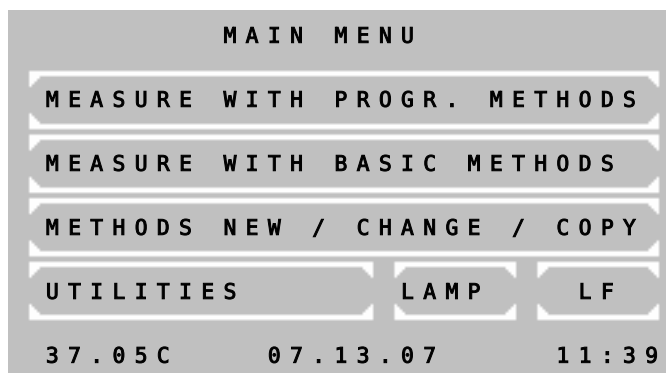 MAIN MENU
MEASURE WITH PROGR. METHODS
MEASURE WITH BASIC METHODS
METHODS NEW / CHANGE / COPY
UTILITIES LAMP LF
37.05C 07.13.07 11:39